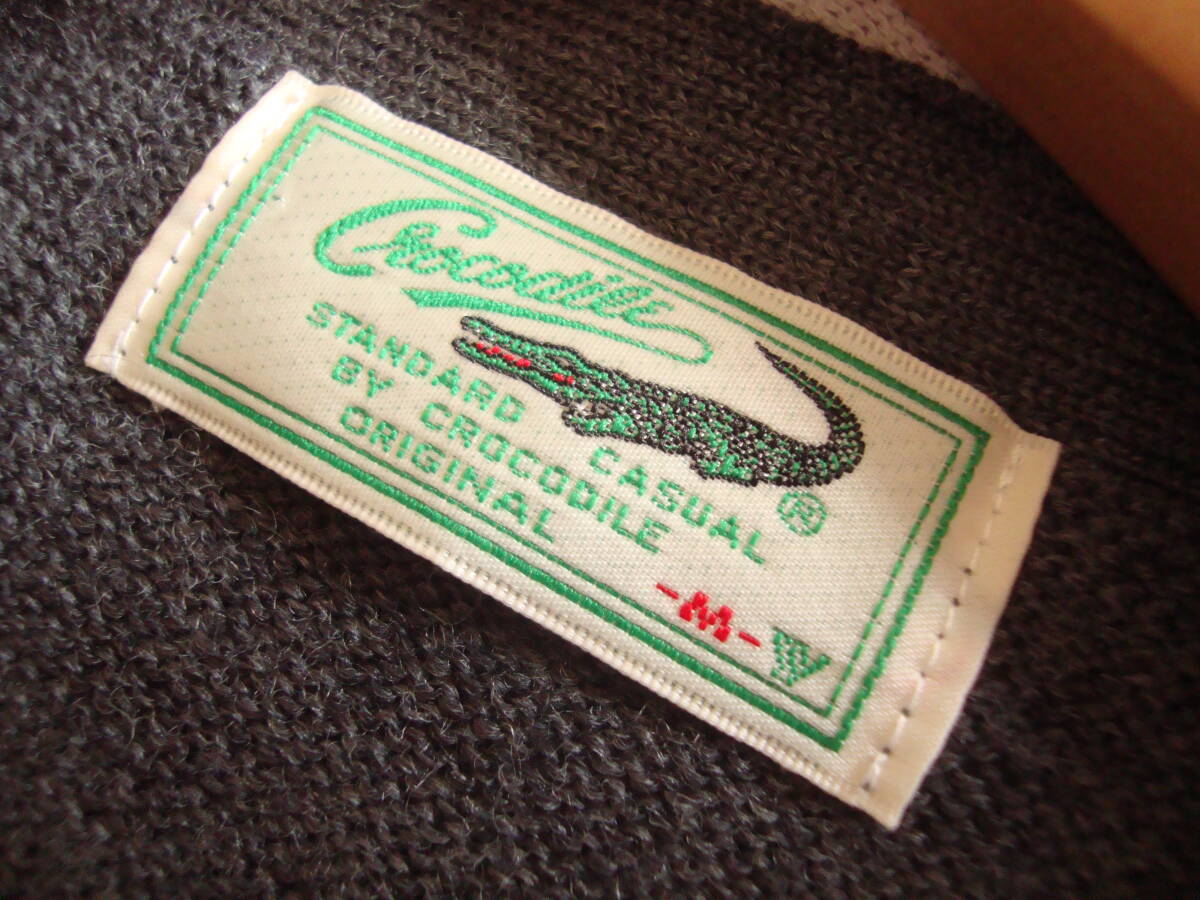 Crocodile
STANDARD CASUAL
BY CROCODILE
ORIGINAL
®
-M-